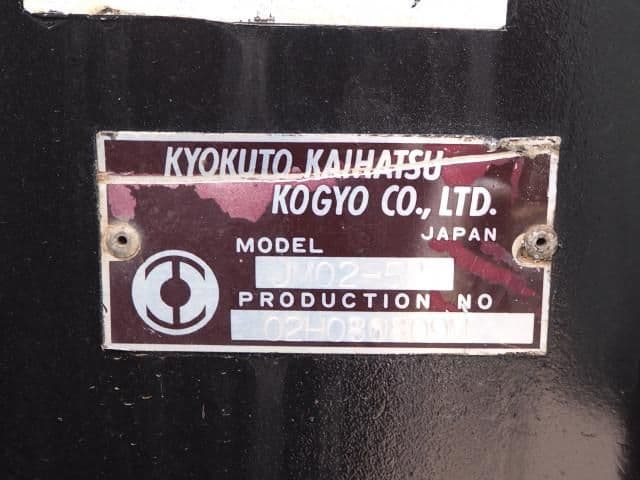 KYOKUTO KAIHATSU
KOGYO CO., LTD.
JAPAN
MODEL
PRODUCTION NO